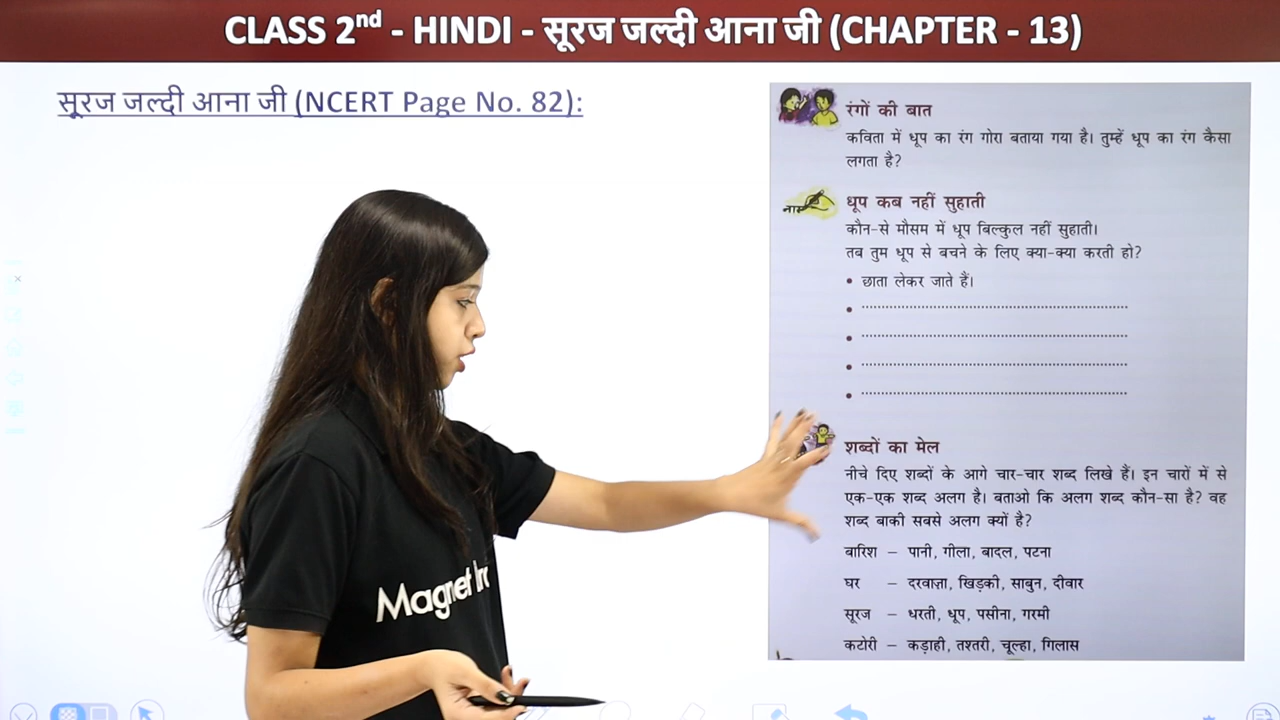 CLASS 2nd - HINDI - सूरज जल्दी आना जी (CHAPTER - 13)
सूरज जल्दी आना जी (NCERT Page No. 82):
रंगों की बात
कविता में धूप का रंग गोरा बताया गया है। तुम्हें धूप का रंग कैसा
लगता है?
धूप कब नहीं सुहाती
कौन-से मौसम में धूप बिल्कुल नहीं सुहाती।
तब तुम धूप से बचने के लिए क्या-क्या करती हो?
• छाता लेकर जाते हैं।
शब्दों का मेल
नीचे दिए शब्दों के आगे चार-चार शब्द लिखे हैं। इन चारों में से
एक-एक शब्द अलग है। बताओ कि अलग शब्द कौन-सा है? वह
शब्द बाकी सबसे अलग क्यों है?
बारिश – पानी, गीला, बादल, पटना
घर – दरवाज़ा, खिड़की, साबुन, दीवार
सूरज – धरती, धूप, पसीना, गरमी
कटोरी – कड़ाही, तश्तरी, चूल्हा, गिलास
Magnet